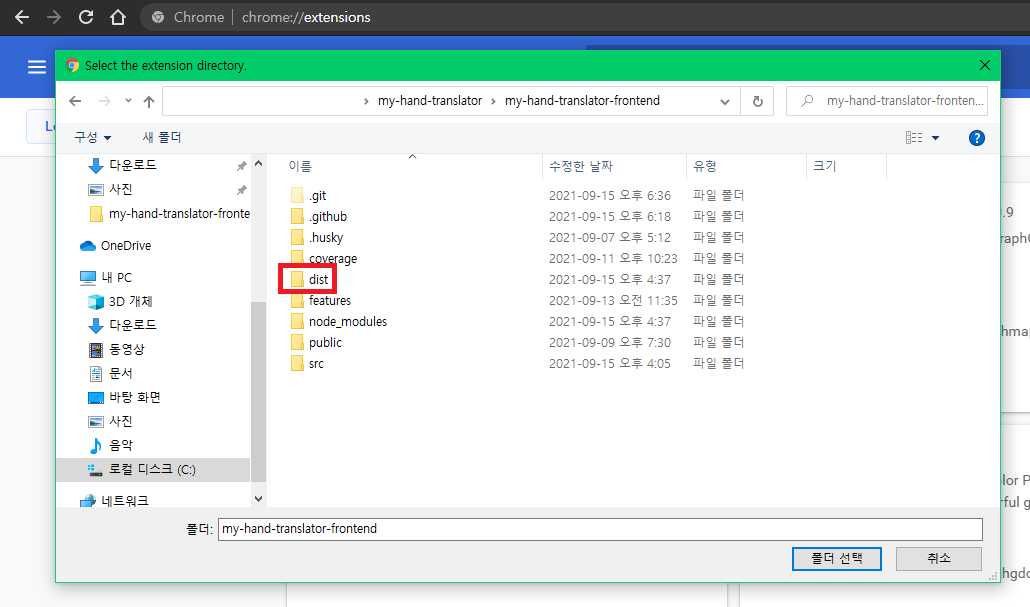 Chrome | chrome://extensions
Select the extension directory.
my-hand-translator > my-hand-translator-frontend
my-hand-translator-fronten...
구성
새 폴더
다운로드
사진
my-hand-translator-fronte
OneDrive
내 PC
3D 개체
다운로드
동영상
문서
바탕 화면
사진
음악
로컬 디스크 (C:)
네트워크
이름 수정한 날짜 유형 크기
.git 2021-09-15 오후 6:36 파일 폴더
.github 2021-09-15 오후 6:18 파일 폴더
.husky 2021-09-07 오후 5:12 파일 폴더
coverage 2021-09-11 오후 10:23 파일 폴더
dist 2021-09-15 오후 4:37 파일 폴더
features 2021-09-13 오전 11:35 파일 폴더
node_modules 2021-09-15 오후 4:37 파일 폴더
public 2021-09-09 오후 7:30 파일 폴더
src 2021-09-15 오후 4:05 파일 폴더
폴더: my-hand-translator-frontend
폴더 선택
취소